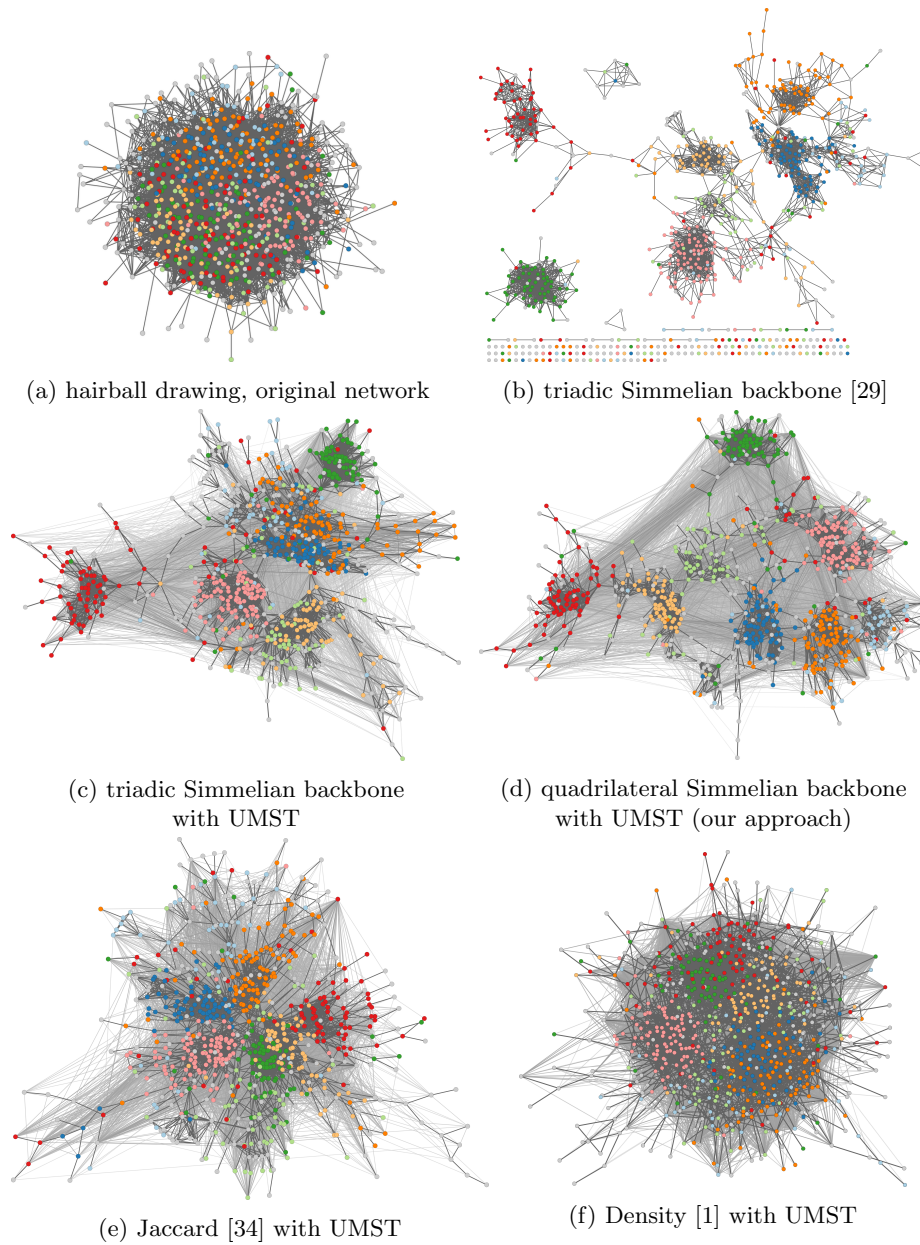 (a) hairball drawing, original network
(b) triadic Simmelian backbone [29]
(c) triadic Simmelian backbone
with UMST
(d) quadrilateral Simmelian backbone
with UMST (our approach)
(e) Jaccard [34] with UMST
(f) Density [1] with UMST